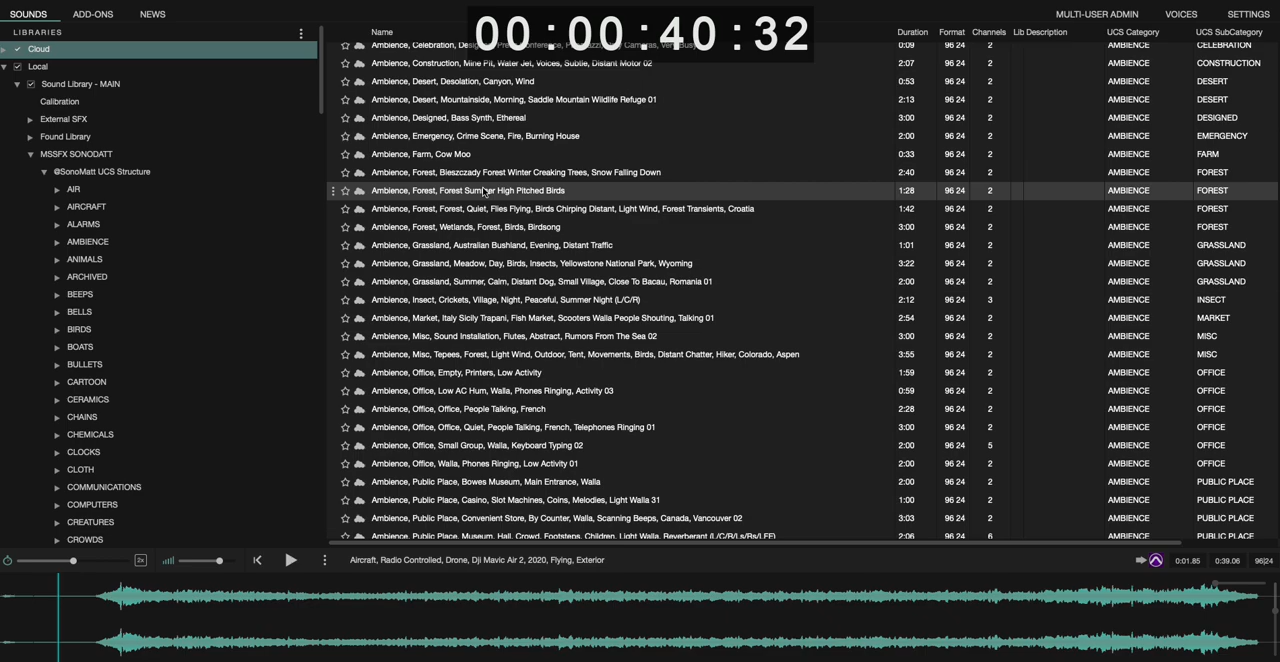 SOUNDS ADD-ONS NEWS 00:00:40:32 MULTI-USER ADMIN VOICES SETTINGS
LIBRARIES
Cloud
Local
Sound Library - MAIN
Calibration
External SFX
Found Library
MSSFX SONODATT
@SonoMatt UCS Structure
AIR
AIRCRAFT
ALARMS
AMBIENCE
ANIMALS
ARCHIVED
BEEPS
BELLS
BIRDS
BOATS
BULLETS
CARTOON
CERAMICS
CHAINS
CHEMICALS
CLOCKS
CLOTH
COMMUNICATIONS
COMPUTERS
CREATURES
CROWDS
Name Duration Format Channels Lib Description UCS Category UCS SubCategory
Ambience, Celebration, 0:09 96 24 2 AMBIENCE CELEBRATION
Ambience, Construction, Mine Pit, Water Jet, Voices, Subtle, Distant Motor 02 2:07 96 24 2 AMBIENCE CONSTRUCTION
Ambience, Desert, Desolation, Canyon, Wind 0:53 96 24 2 AMBIENCE DESERT
Ambience, Desert, Mountainside, Morning, Saddle Mountain Wildlife Refuge 01 2:13 96 24 2 AMBIENCE DESERT
Ambience, Designed, Bass Synth, Ethereal 3:00 96 24 2 AMBIENCE DESIGNED
Ambience, Emergency, Crime Scene, Fire, Burning House 2:00 96 24 2 AMBIENCE EMERGENCY
Ambience, Farm, Cow Moo 0:33 96 24 2 AMBIENCE FARM
Ambience, Forest, Bieszczady Forest Winter Creaking Trees, Snow Falling Down 2:40 96 24 2 AMBIENCE FOREST
Ambience, Forest, Forest Summer High Pitched Birds 1:28 96 24 2 AMBIENCE FOREST
Ambience, Forest, Forest, Quiet, Flies Flying, Birds Chirping Distant, Light Wind, Forest Transients, Croatia 1:42 96 24 2 AMBIENCE FOREST
Ambience, Forest, Wetlands, Forest, Birds, Birdsong 3:00 96 24 2 AMBIENCE FOREST
Ambience, Grassland, Australian Bushland, Evening, Distant Traffic 1:01 96 24 2 AMBIENCE GRASSLAND
Ambience, Grassland, Meadow, Day, Birds, Insects, Yellowstone National Park, Wyoming 3:22 96 24 2 AMBIENCE GRASSLAND
Ambience, Grassland, Summer, Calm, Distant Dog, Small Village, Close To Bacau, Romania 01 2:00 96 24 2 AMBIENCE GRASSLAND
Ambience, Insect, Crickets, Village, Night, Peaceful, Summer Night (L/C/R) 2:12 96 24 3 AMBIENCE INSECT
Ambience, Market, Italy Sicily Trapani, Fish Market, Scooters Walla People Shouting, Talking 01 2:54 96 24 2 AMBIENCE MARKET
Ambience, Misc, Sound Installation, Flutes, Abstract, Rumors From The Sea 02 3:00 96 24 2 AMBIENCE MISC
Ambience, Misc, Tepees, Forest, Light Wind, Outdoor, Tent, Movements, Birds, Distant Chatter, Hiker, Colorado, Aspen 3:55 96 24 2 AMBIENCE MISC
Ambience, Office, Empty, Printers, Low Activity 1:59 96 24 2 AMBIENCE OFFICE
Ambience, Office, Low AC Hum, Walla, Phones Ringing, Activity 03 0:59 96 24 2 AMBIENCE OFFICE
Ambience, Office, Office, People Talking, French 2:28 96 24 2 AMBIENCE OFFICE
Ambience, Office, Office, Quiet, People Talking, French, Telephones Ringing 01 3:00 96 24 2 AMBIENCE OFFICE
Ambience, Office, Small Group, Walla, Keyboard Typing 02 2:00 96 24 5 AMBIENCE OFFICE
Ambience, Office, Walla, Phones Ringing, Low Activity 01 2:00 96 24 2 AMBIENCE OFFICE
Ambience, Public Place, Bowes Museum, Main Entrance, Walla 2:00 96 24 2 AMBIENCE PUBLIC PLACE
Ambience, Public Place, Casino, Slot Machines, Coins, Melodies, Light Walla 31 1:00 96 24 2 AMBIENCE PUBLIC PLACE
Ambience, Public Place, Convenient Store, By Counter, Walla, Scanning Beeps, Canada, Vancouver 02 3:03 96 24 2 AMBIENCE PUBLIC PLACE
Ambience, Public Place, Museum, Hall, Crowd, Footsteps, Children, Light Walla, Reverberant (L/C/R/Ls/Rs/LFE) 2:06 96 24 6 AMBIENCE PUBLIC PLACE
2x Aircraft, Radio Controlled, Drone, Dji Mavic Air 2, 2020, Flying, Exterior 0:01.85 0:39.06 96|24